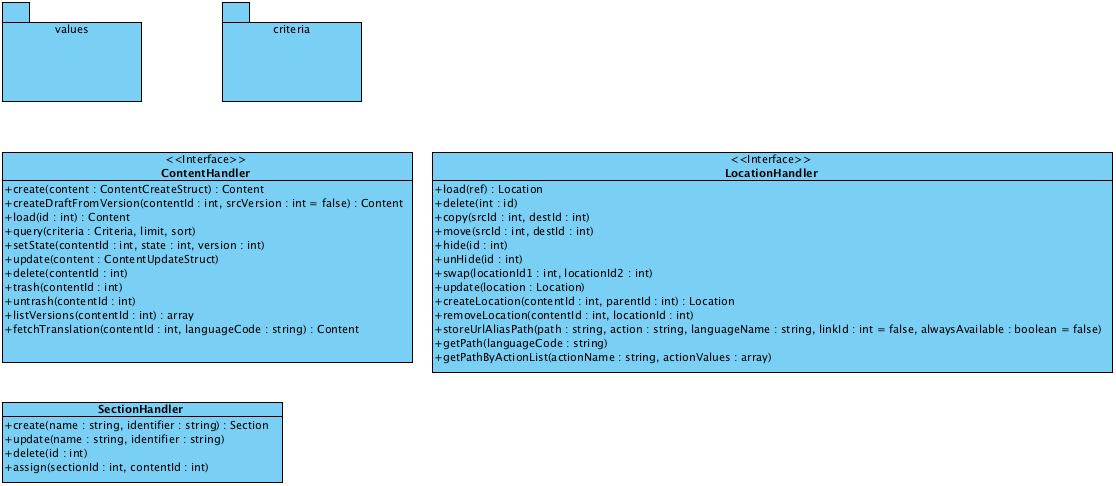 values
criteria
<<Interface>>
ContentHandler
+create(content : ContentCreateStruct) : Content
+createDraftFromVersion(contentId : int, srcVersion : int = false) : Content
+load(id : int) : Content
+query(criteria : Criteria, limit, sort)
+setState(contentId : int, state : int, version : int)
+update(content : ContentUpdateStruct)
+delete(contentId : int)
+trash(contentId : int)
+untrash(contentId : int)
+listVersions(contentId : int) : array
+fetchTranslation(contentId : int, languageCode : string) : Content
<<Interface>>
LocationHandler
+load(ref) : Location
+delete(int : id)
+copy(srcId : int, destId : int)
+move(srcId : int, destId : int)
+hide(id : int)
+unHide(id : int)
+swap(locationId1 : int, locationId2 : int)
+update(location : Location)
+createLocation(contentId : int, parentId : int) : Location
+removeLocation(contentId : int, locationId : int)
+storeUrlAliasPath(path : string, action : string, languageName : string, linkId : int = false, alwaysAvailable : boolean = false)
+getPath(languageCode : string)
+getPathByActionList(actionName : string, actionValues : array)
SectionHandler
+create(name : string, identifier : string) : Section
+update(name : string, identifier : string)
+delete(id : int)
+assign(sectionId : int, contentId : int)